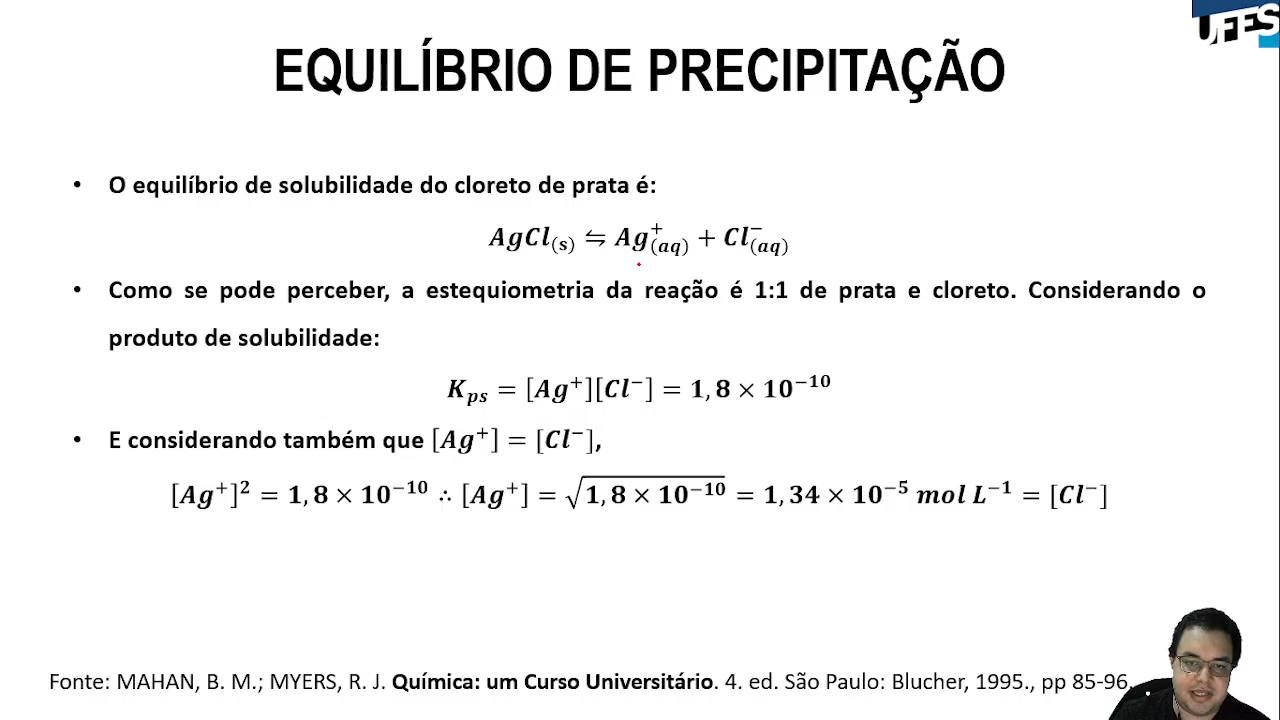 UFES
EQUILÍBRIO DE PRECIPITAÇÃO
• O equilíbrio de solubilidade do cloreto de prata é:
AgCl₍s₎ ⇋ Ag⁺₍aq₎ + Cl⁻₍aq₎
• Como se pode perceber, a estequiometria da reação é 1:1 de prata e cloreto. Considerando o
produto de solubilidade:
Kₚₛ = [Ag⁺][Cl⁻] = 1,8 × 10⁻¹⁰
• E considerando também que [Ag⁺] = [Cl⁻],
[Ag⁺]² = 1,8 × 10⁻¹⁰ ∴ [Ag⁺] = √(1,8 × 10⁻¹⁰) = 1,34 × 10⁻⁵ mol L⁻¹ = [Cl⁻]
Fonte: MAHAN, B. M.; MYERS, R. J. Química: um Curso Universitário. 4. ed. São Paulo: Blucher, 1995., pp 85-96.